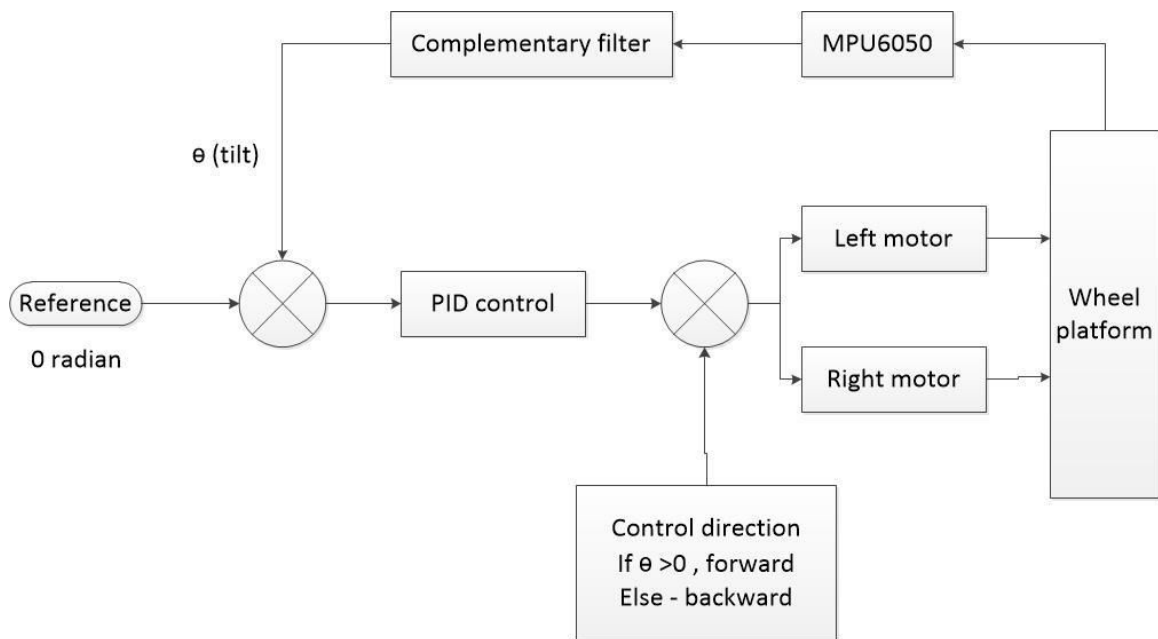 Complementary filter
MPU6050
ɵ (tilt)
Left motor
Reference
PID control
Wheel
platform
0 radian
Right motor
Control direction
If ɵ >0 , forward
Else - backward